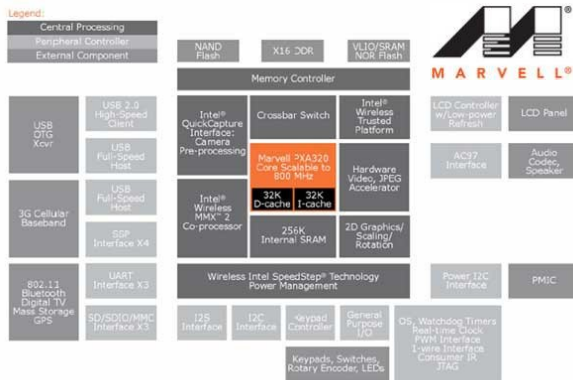 Legend:
Central Processing
Peripheral Controller
External Component
NAND
Flash
X16 DDR
VLIO/SRAM
NOR Flash
MARVELL®
Memory Controller
USB
OTG
Xcvr
USB 2.0
High-Speed
Client
USB
Full-Speed
Host
Intel®
QuickCapture
Interface:
Camera
Pre-processing
Crossbar Switch
Intel®
Wireless
Trusted
Platform
LCD Controller
w/Low-power
Refresh
LCD Panel
Marvell PXA320
Core Scalable to
800 MHz
32K
D-cache
32K
I-cache
Hardware
Video, JPEG
Accelerator
AC97
Interface
Audio
Codec,
Speaker
3G Cellular
Baseband
USB
Full-Speed
Host
SSP
Interface X4
Intel®
Wireless
MMX™ 2
Co-processor
256K
Internal SRAM
2D Graphics/
Scaling/
Rotation
802.11
Bluetooth
Digital TV
Mass Storage
GPS
UART
Interface X3
SD/SDIO/MMC
Interface X3
Wireless Intel SpeedStep® Technology
Power Management
Power I2C
Interface
PMIC
I2S
Interface
I2C
Interface
Keypad
Controller
General
Purpose
I/O
OS, Watchdog Timers
Real-time Clock
PWM Interface
1-wire Interface
Consumer IR
JTAG
Keypads, Switches,
Rotary Encoder, LEDs